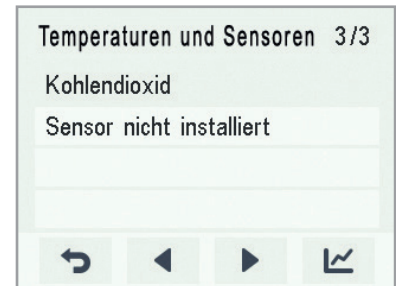 Temperaturen und Sensoren 3/3
Kohlendioxid
Sensor nicht installiert